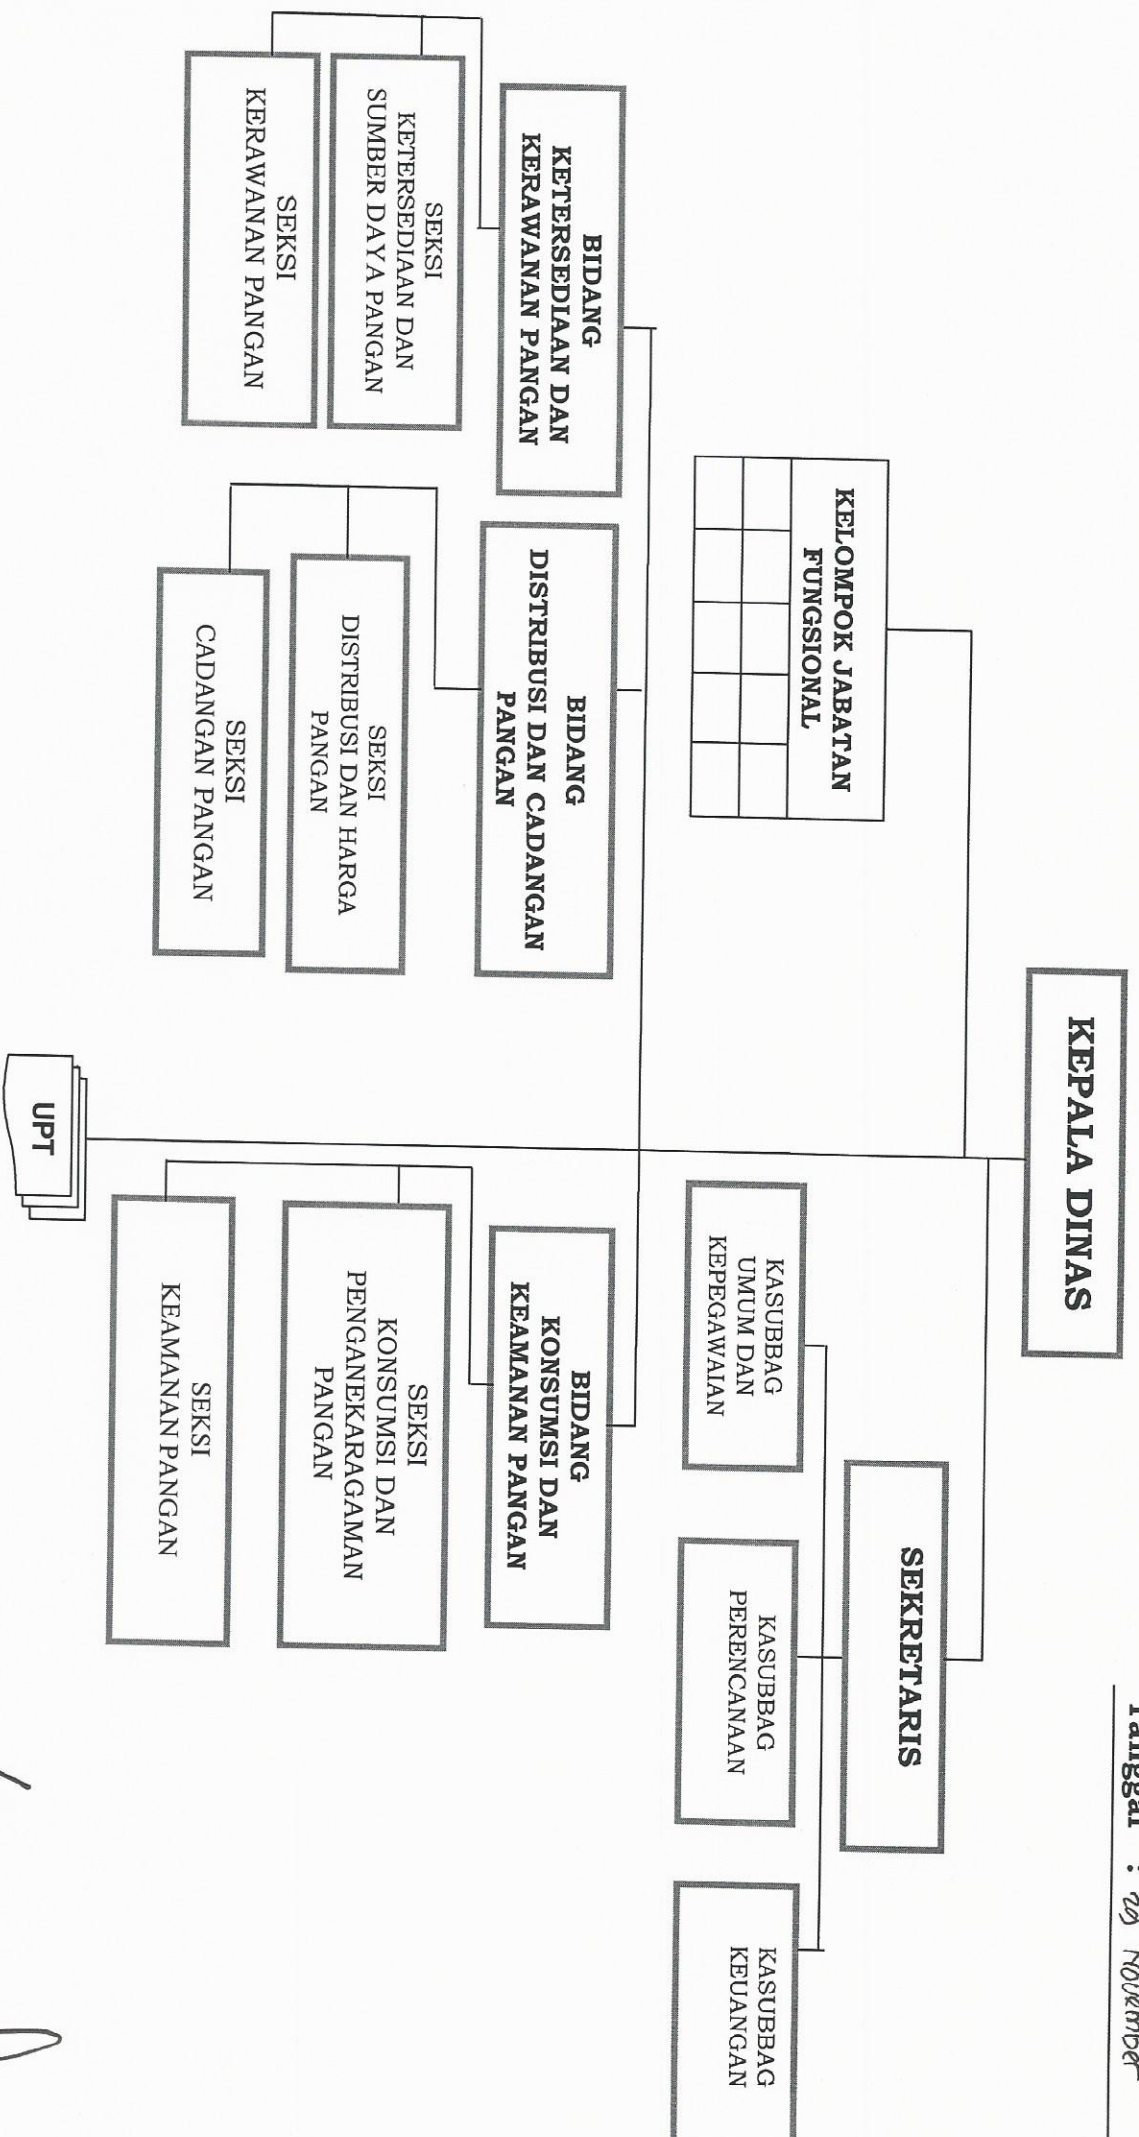 Tanggal : 29 November
KEPALA DINAS
KELOMPOK JABATAN
FUNGSIONAL
SEKRETARIS
KASUBBAG
UMUM DAN
KEPEGAWAIAN
KASUBBAG
PERENCANAAN
KASUBBAG
KEUANGAN
BIDANG
KETERSEDIAAN DAN
KERAWANAN PANGAN
BIDANG
DISTRIBUSI DAN CADANGAN
PANGAN
BIDANG
KONSUMSI DAN
KEAMANAN PANGAN
SEKSI
KETERSEDIAAN DAN
SUMBER DAYA PANGAN
SEKSI
KERAWANAN PANGAN
SEKSI
DISTRIBUSI DAN HARGA
PANGAN
SEKSI
CADANGAN PANGAN
SEKSI
KONSUMSI DAN
PENGANEKARAGAMAN
PANGAN
SEKSI
KEAMANAN PANGAN
UPT